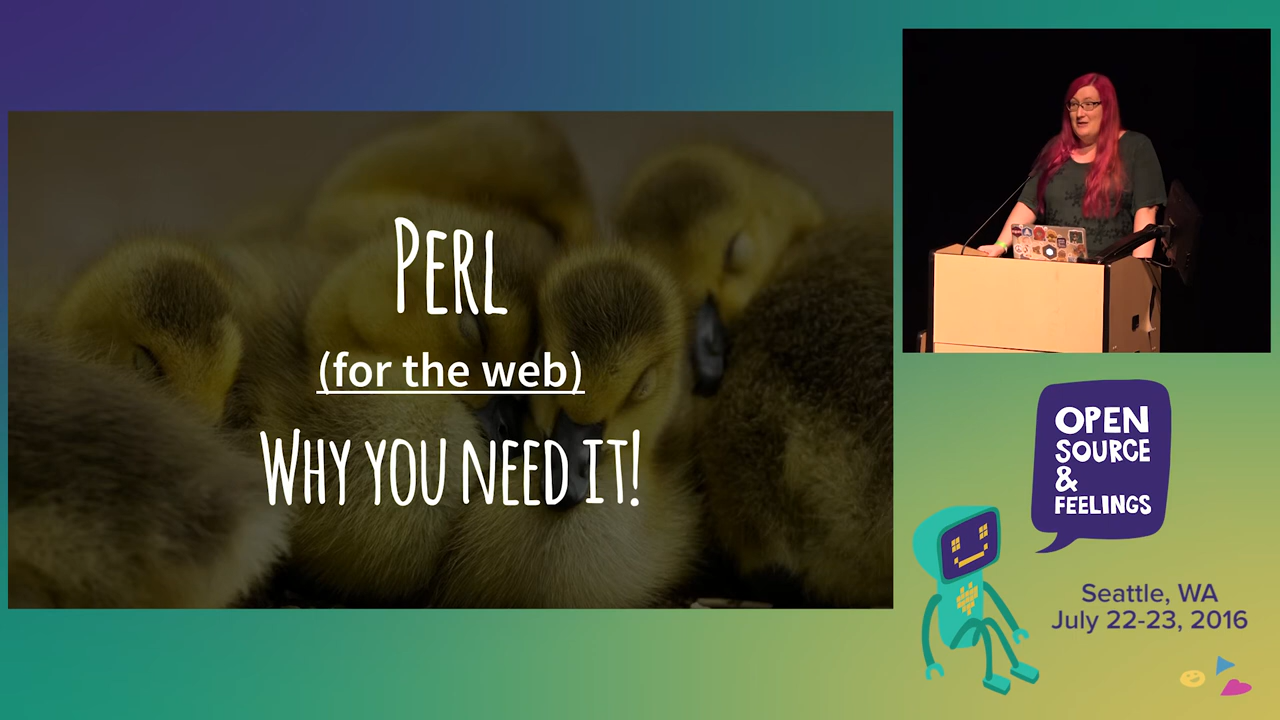 PERL
(for the web)
WHY YOU NEED IT!
OPEN
SOURCE
&
FEELINGS
Seattle, WA
July 22-23, 2016